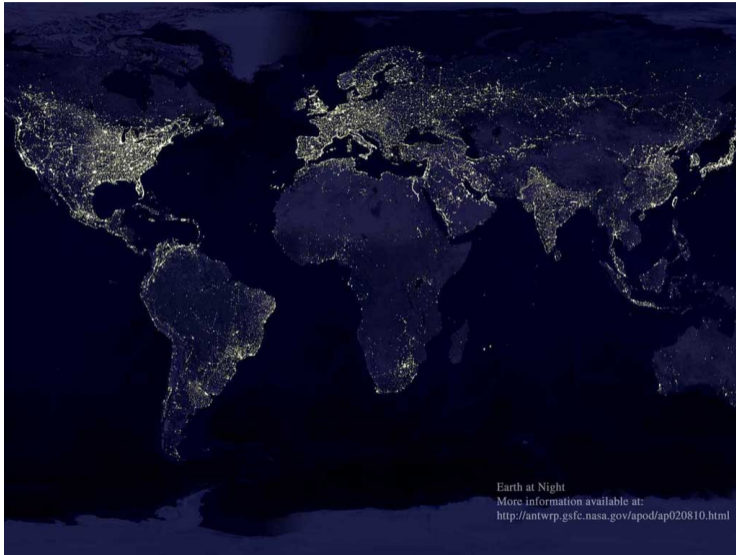 Earth at Night
More information available at:
http://antwrp.gsfc.nasa.gov/apod/ap020810.html